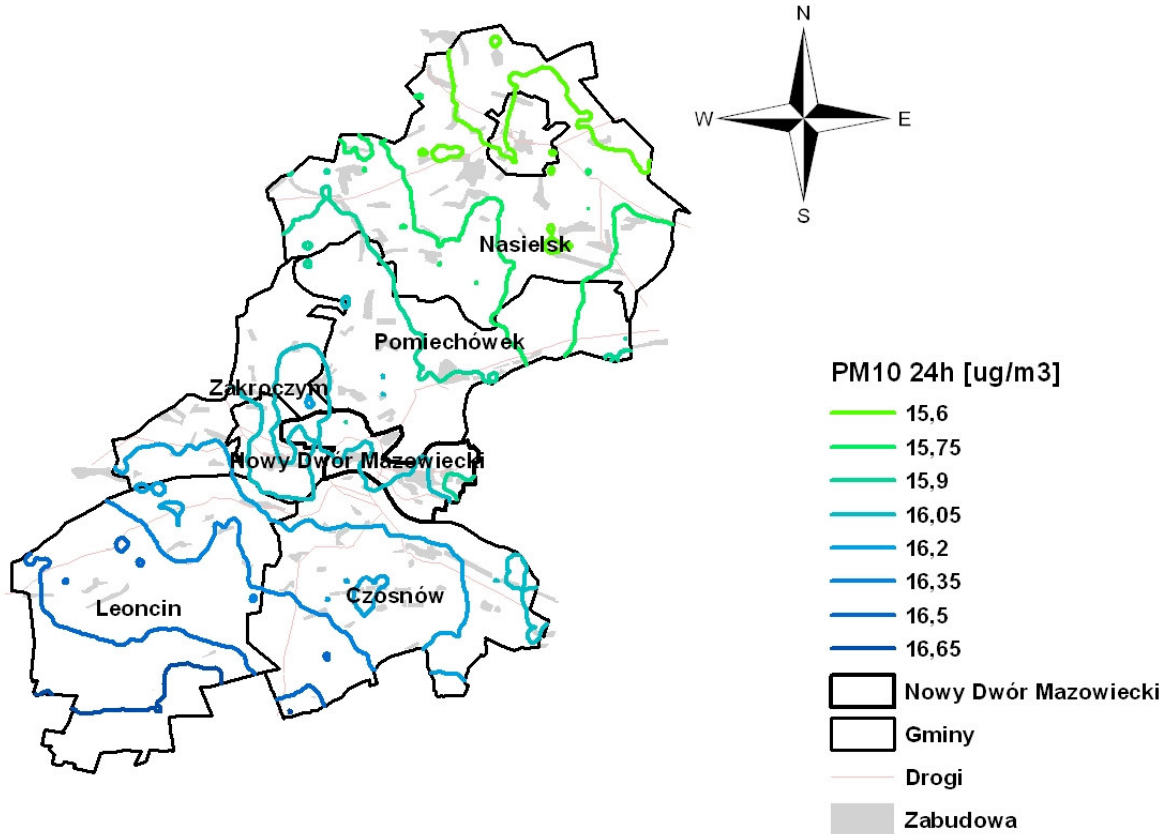 N
W E
S
Nasielsk
Pomiechówek
Zakroczym
Nowy Dwór Mazowiecki
Leoncin
Czosnów
PM10 24h [ug/m3]
15,6
15,75
15,9
16,05
16,2
16,35
16,5
16,65
Nowy Dwór Mazowiecki
Gminy
Drogi
Zabudowa